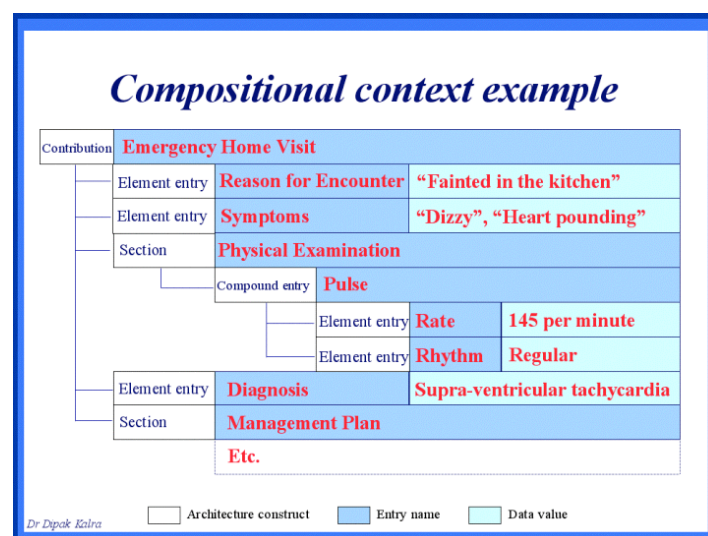 Compositional context example
Contribution Emergency Home Visit
Element entry Reason for Encounter “Fainted in the kitchen”
Element entry Symptoms “Dizzy”, “Heart pounding”
Section Physical Examination
Compound entry Pulse
Element entry Rate 145 per minute
Element entry Rhythm Regular
Element entry Diagnosis Supra-ventricular tachycardia
Section Management Plan
Etc.
Architecture construct Entry name Data value
Dr Dipak Kalra